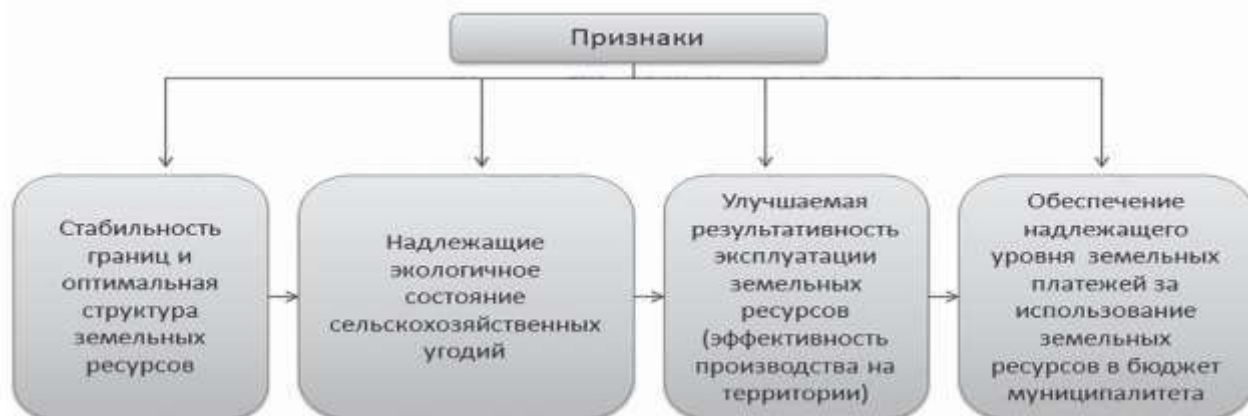 Признаки
Стабильность
границ и
оптимальная
структура
земельных
ресурсов
Надлежащие
экологичное
состояние
сельскохозяйственных
угодий
Улучшаемая
результативность
эксплуатации
земельных
ресурсов
(эффективность
производства на
территории)
Обеспечение
надлежащего
уровня земельных
платежей за
использование
земельных
ресурсов в бюджет
муниципалитета